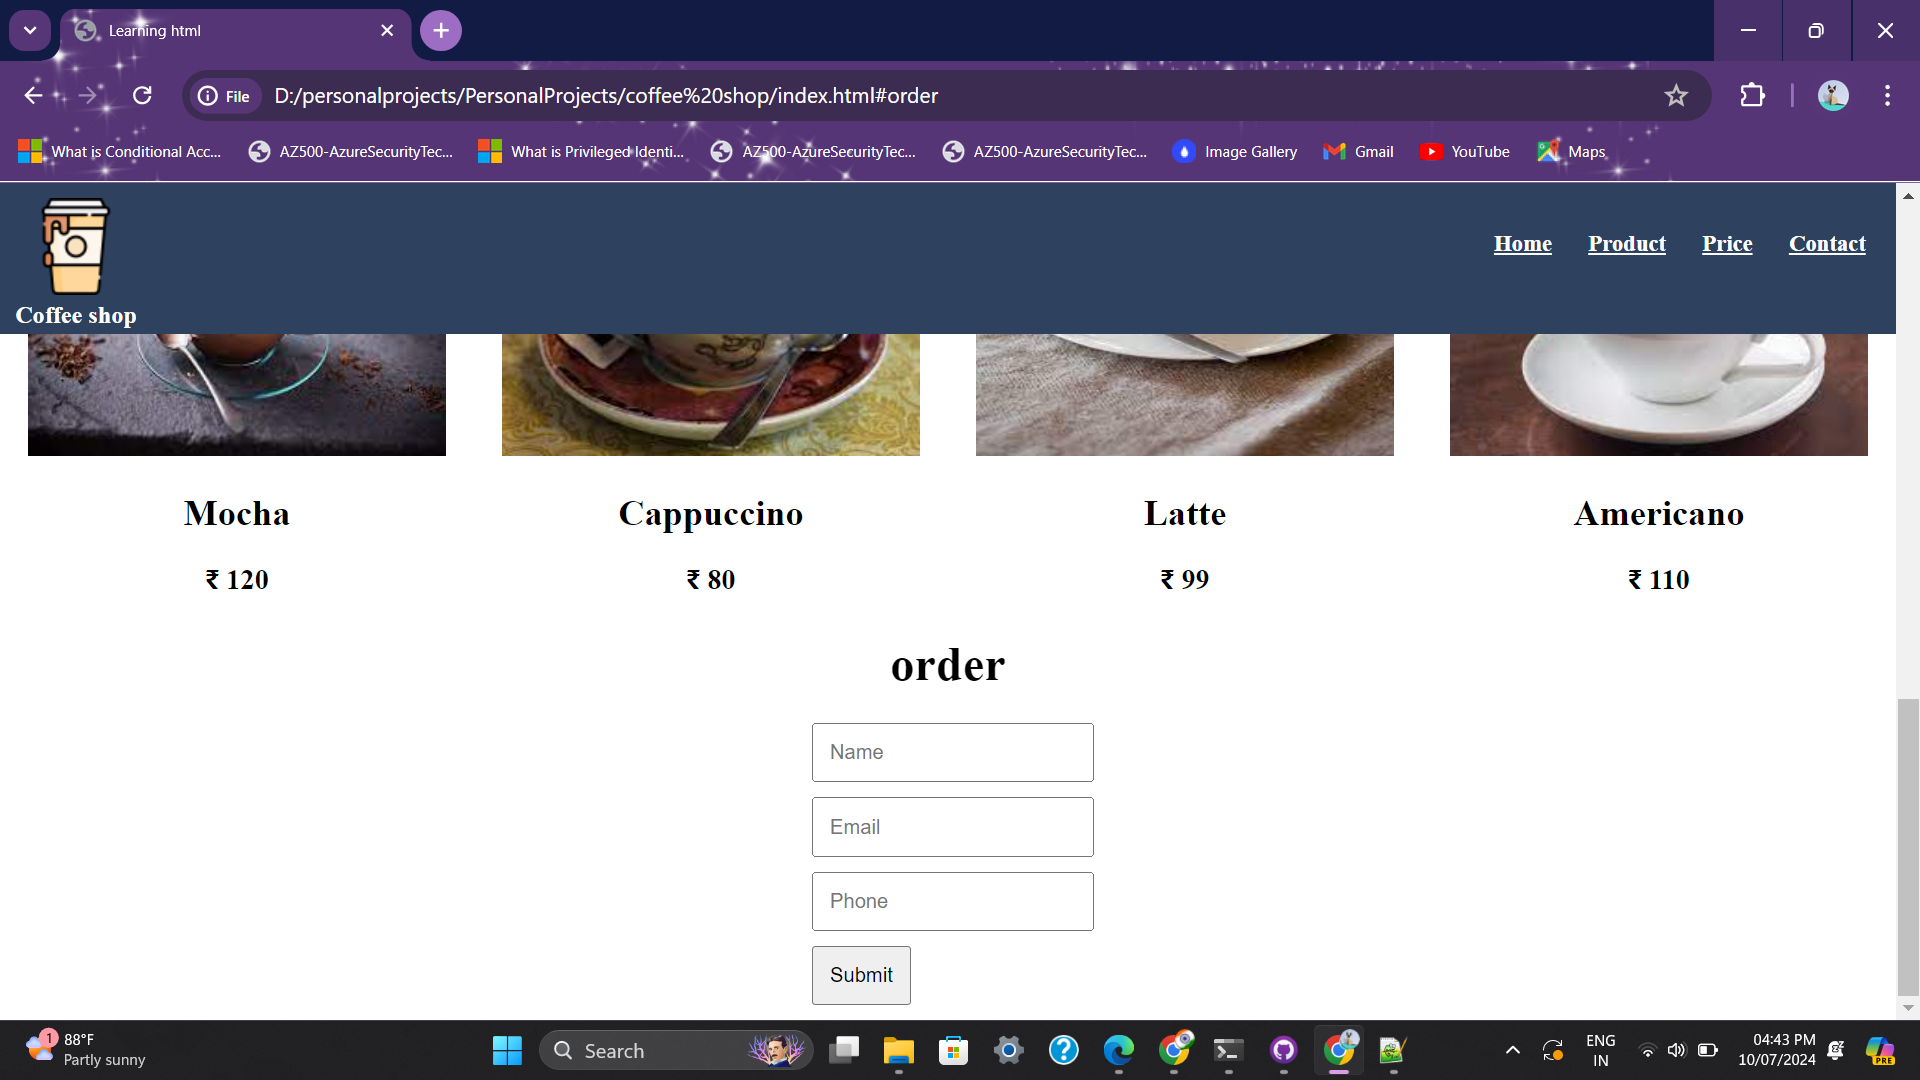 Learning html
File D:/personalprojects/PersonalProjects/coffee%20shop/index.html#order
What is Conditional Acc... AZ500-AzureSecurityTec... What is Privileged Identi... AZ500-AzureSecurityTec... AZ500-AzureSecurityTec... Image Gallery Gmail YouTube Maps
Home Product Price Contact
Coffee shop
Mocha Cappuccino Latte Americano
₹ 120 ₹ 80 ₹ 99 ₹ 110
order
Name
Email
Phone
Submit
1 88°F
Partly sunny
Search
ENG
IN
04:43 PM
10/07/2024
PRE